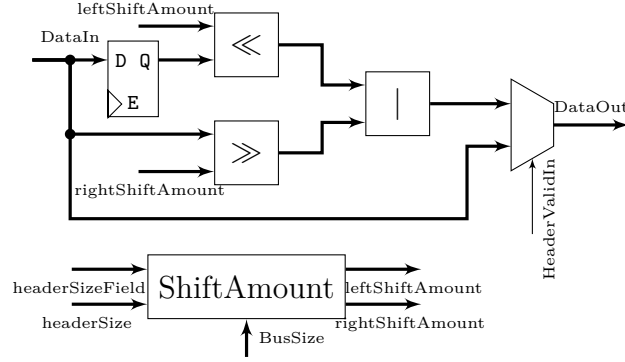 leftShiftAmount
DataIn
≪
D Q
E
|
DataOut
≫
rightShiftAmount
HeaderValidIn
headerSizeField
ShiftAmount
leftShiftAmount
headerSize
rightShiftAmount
BusSize